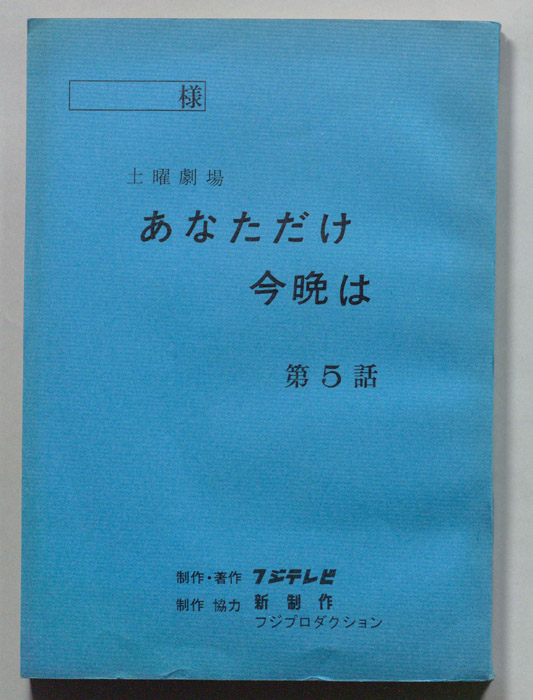 様
土曜劇場
あなただけ
今晩は
第5話
制作・著作 フジテレビ
制作 協力 新制作
フジプロダクション